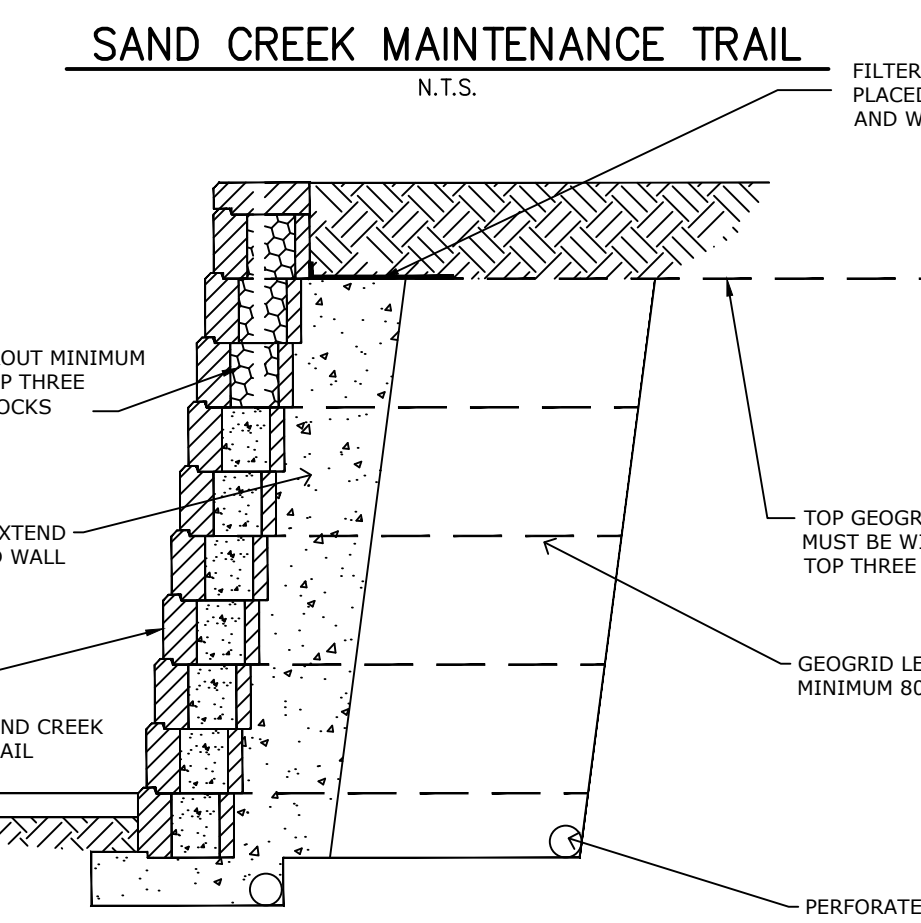 SAND CREEK MAINTENANCE TRAIL
N.T.S.
FILTER
PLACED
AND W
OUT MINIMUM
P THREE
OCKS
XTEND
WALL
TOP GEOGR
MUST BE WI
TOP THREE
GEOGRID LE
MINIMUM 80
ND CREEK
AIL
PERFORATE